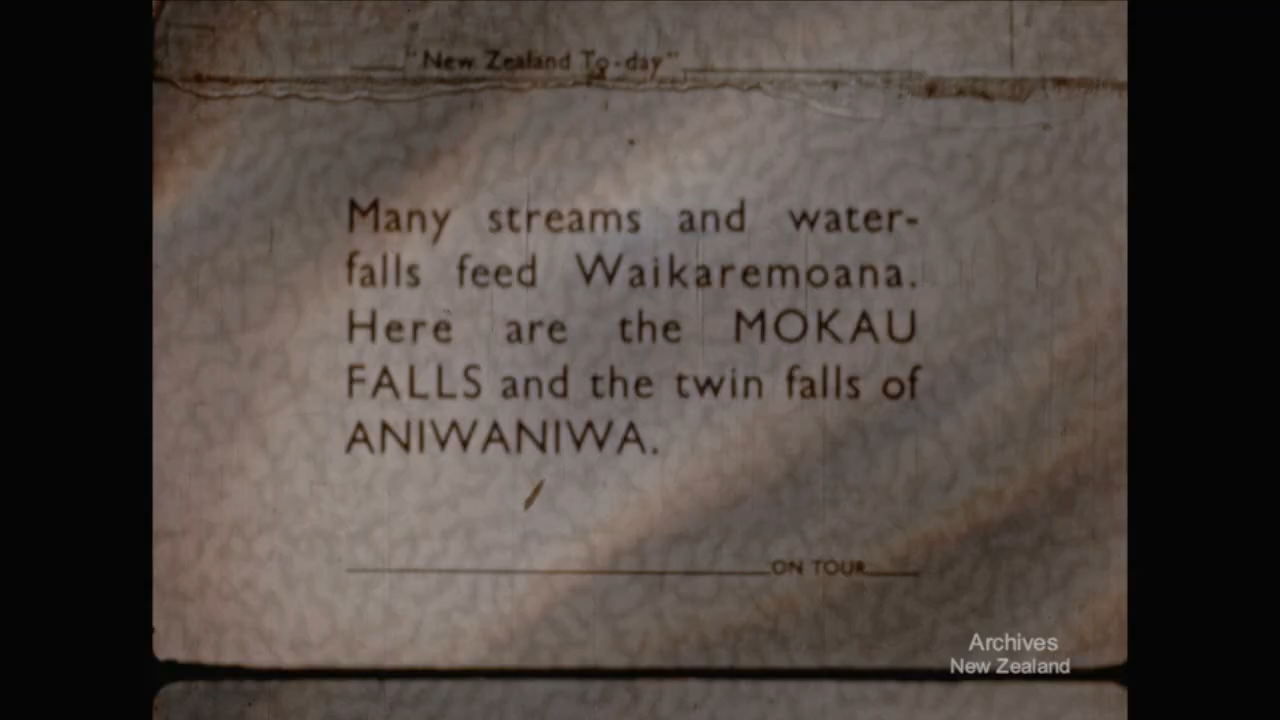 "New Zealand To-day"
Many streams and water-
falls feed Waikaremoana.
Here are the MOKAU
FALLS and the twin falls of
ANIWANIWA.
ON TOUR
Archives
New Zealand